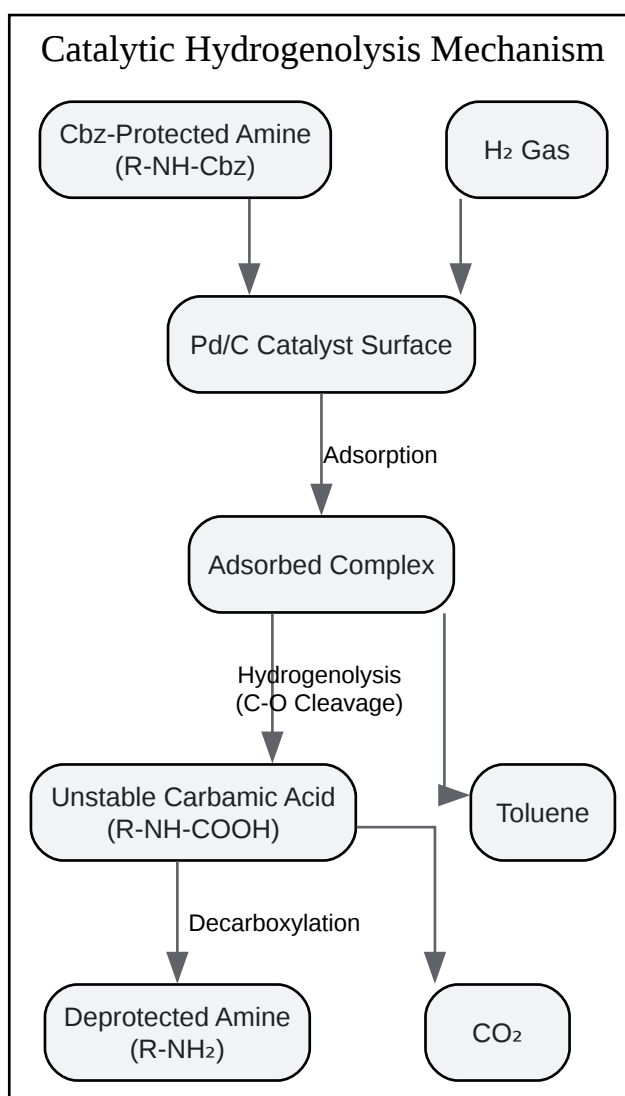 Catalytic Hydrogenolysis Mechanism
Cbz-Protected Amine
(R-NH-Cbz)
H₂ Gas
Pd/C Catalyst Surface
Adsorption
Adsorbed Complex
Hydrogenolysis
(C-O Cleavage)
Unstable Carbamic Acid
(R-NH-COOH)
Toluene
Decarboxylation
Deprotected Amine
(R-NH₂)
CO₂